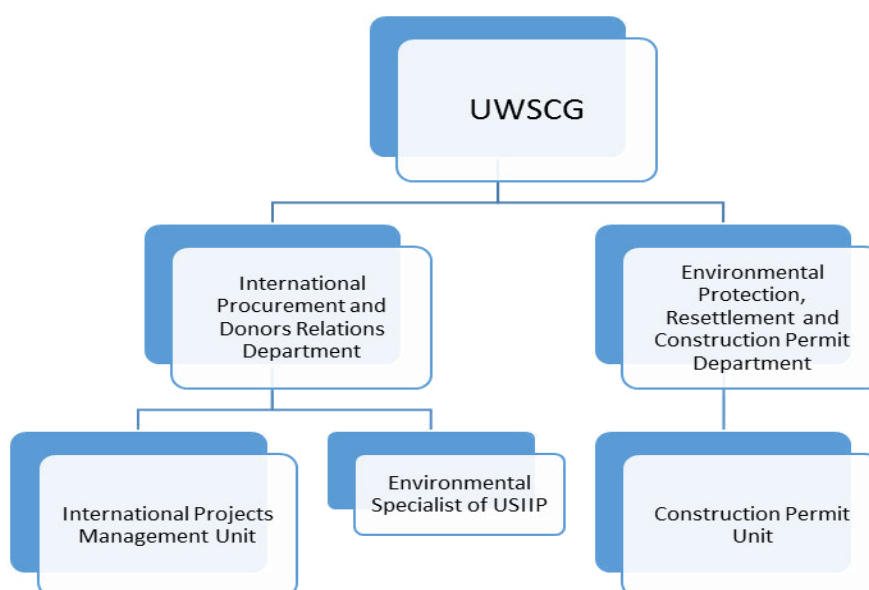 UWSCG
International
Procurement and
Donors Relations
Department
Environmental
Protection,
Resettlement and
Construction Permit
Department
International Projects
Management Unit
Environmental
Specialist of USIIP
Construction Permit
Unit